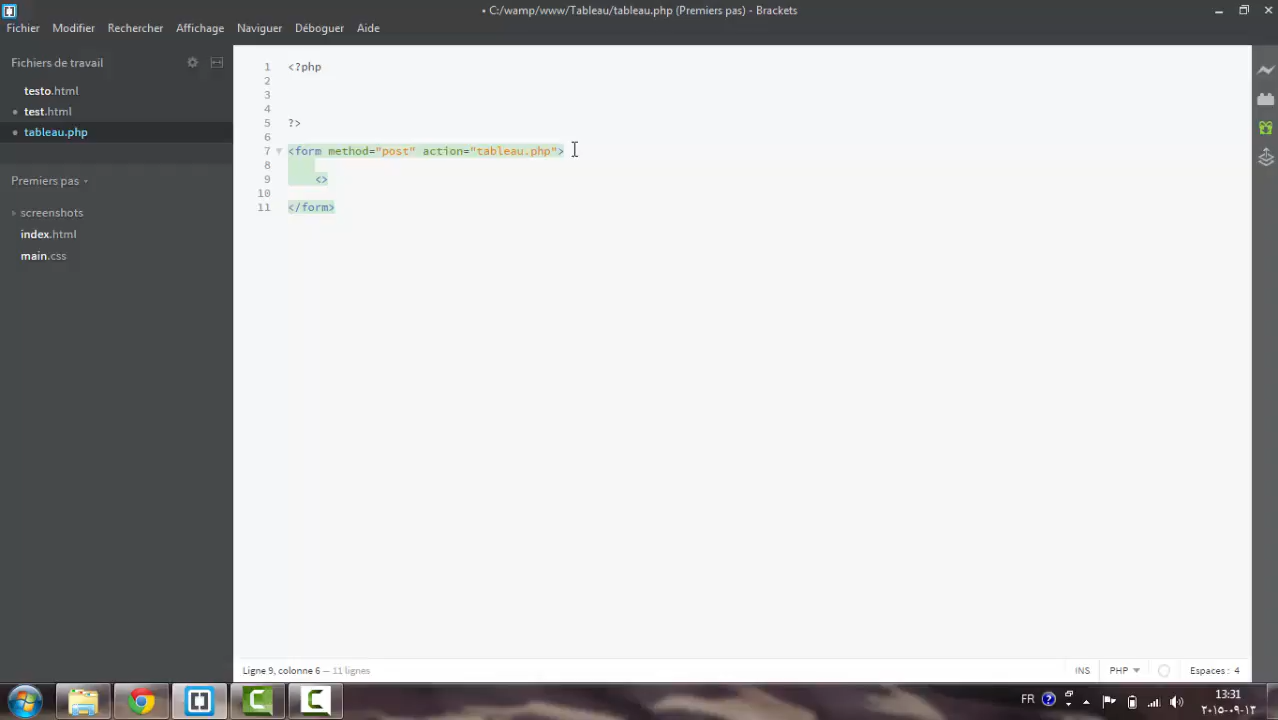 • C:/wamp/www/Tableau/tableau.php (Premiers pas) - Brackets
Fichier Modifier Rechercher Affichage Naviguer Déboguer Aide
Fichiers de travail
testo.html
• test.html
• tableau.php
Premiers pas
screenshots
index.html
main.css
1 <?php
2
3
4
5 ?>
6
7 <form method="post" action="tableau.php">
8
9 <>
10
11 </form>
Ligne 9, colonne 6 — 11 lignes
INS PHP Espaces : 4
FR 13:31
٢٠١٥-٠٩-١٣